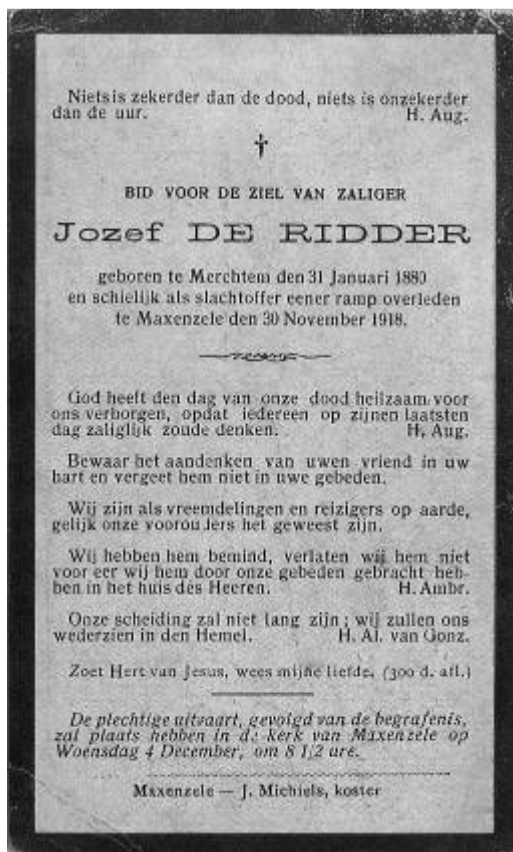 Niets is zekerder dan de dood, niets is onzekerder
dan de uur. H. Aug.
†
BID VOOR DE ZIEL VAN ZALIGER
Jozef DE RIDDER
geboren te Merchtem den 31 Januari 1880
en schielijk als slachtoffer eener ramp overleden
te Maxenzele den 30 November 1918.
God heeft den dag van onze dood heilzaam voor
ons verborgen, opdat iedereen op zijnen laatsten
dag zaliglijk zoude denken. H. Aug.
Bewaar het aandenken van uwen vriend in uw
hart en vergeet hem niet in uwe gebeden.
Wij zijn als vreemdelingen en reizigers op aarde,
gelijk onze voorouders het geweest zijn.
Wij hebben hem bemind, verlaten wij hem niet
voor eer wij hem door onze gebeden gebracht heb-
ben in het huis des Heeren. H. Ambr.
Onze scheiding zal niet lang zijn; wij zullen ons
wederzien in den Hemel. H. Al. van Gonz.
Zoet Hert van Jesus, wees mijne liefde. (300 d. afl.)
De plechtige uitvaart, gevolgd van de begrafenis,
zal plaats hebben in de kerk van Maxenzele op
Woensdag 4 December, om 8 1/2 ure.
Maxenzele — J. Michiels, koster